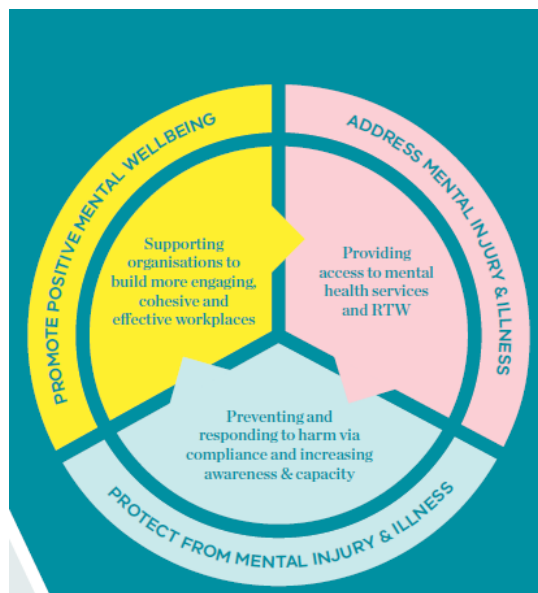 PROMOTE POSITIVE MENTAL WELLBEING
Supporting
organisations to
build more engaging,
cohesive and
effective workplaces
ADDRESS MENTAL INJURY & ILLNESS
Providing
access to mental
health services
and RTW
Preventing and
responding to harm via
compliance and increasing
awareness & capacity
PROTECT FROM MENTAL INJURY & ILLNESS